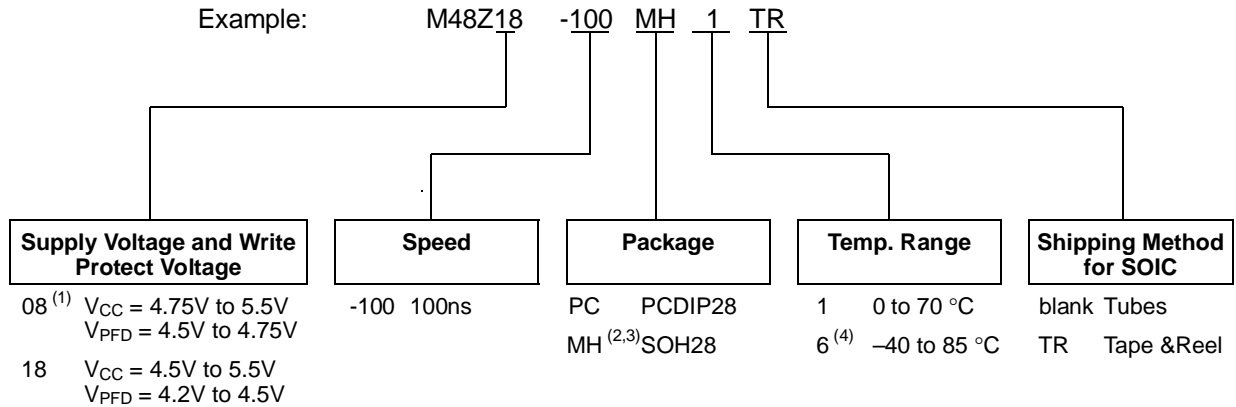 Example: M48Z18 -100 MH 1 TR
Supply Voltage and Write
Protect Voltage
08 (1) VCC = 4.75V to 5.5V
VPFD = 4.5V to 4.75V
18 VCC = 4.5V to 5.5V
VPFD = 4.2V to 4.5V
Speed
-100 100ns
Package
PC PCDIP28
MH (2,3) SOH28
Temp. Range
1 0 to 70 °C
6 (4) –40 to 85 °C
Shipping Method
for SOIC
blank Tubes
TR Tape &Reel